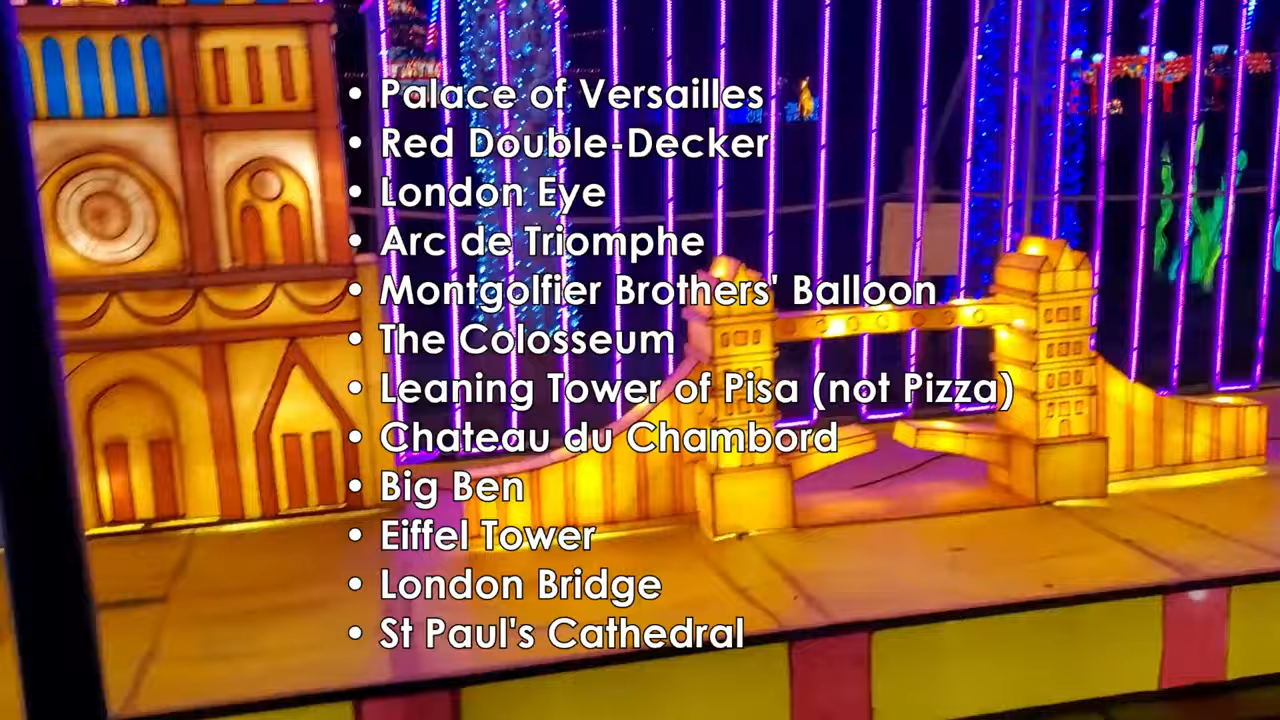 • Palace of Versailles
• Red Double-Decker
• London Eye
• Arc de Triomphe
• Montgolfier Brothers' Balloon
• The Colosseum
• Leaning Tower of Pisa (not Pizza)
• Chateau du Chambord
• Big Ben
• Eiffel Tower
• London Bridge
• St Paul's Cathedral